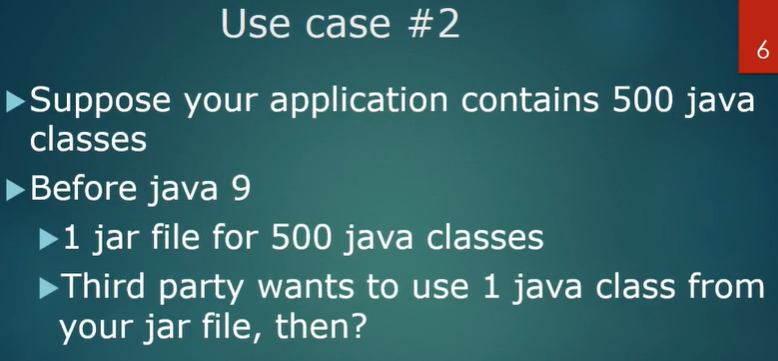 Use case #2
6
Suppose your application contains 500 java
classes
Before java 9
1 jar file for 500 java classes
Third party wants to use 1 java class from
your jar file, then?